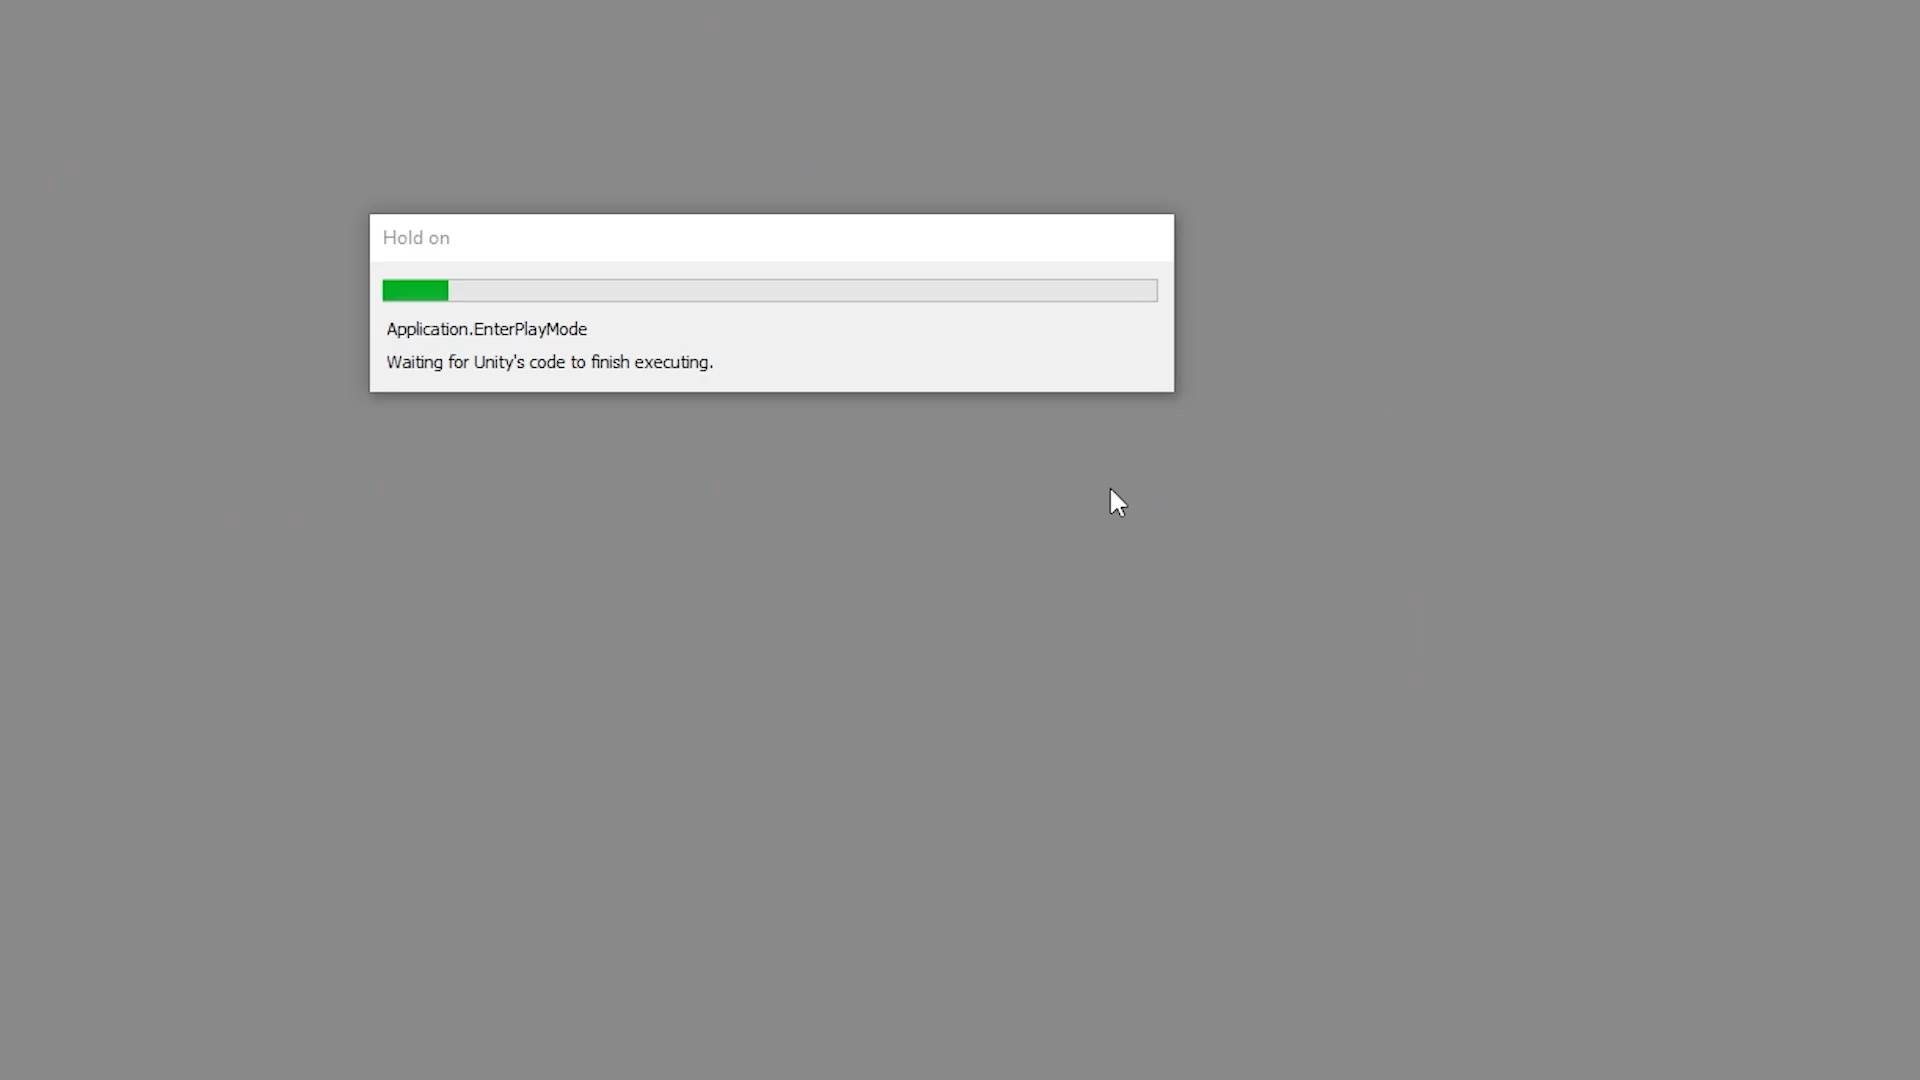 Hold on
Application.EnterPlayMode
Waiting for Unity's code to finish executing.